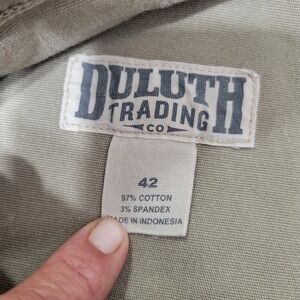 DULUTH
TRADING
CO
42
97% COTTON
3% SPANDEX
MADE IN INDONESIA